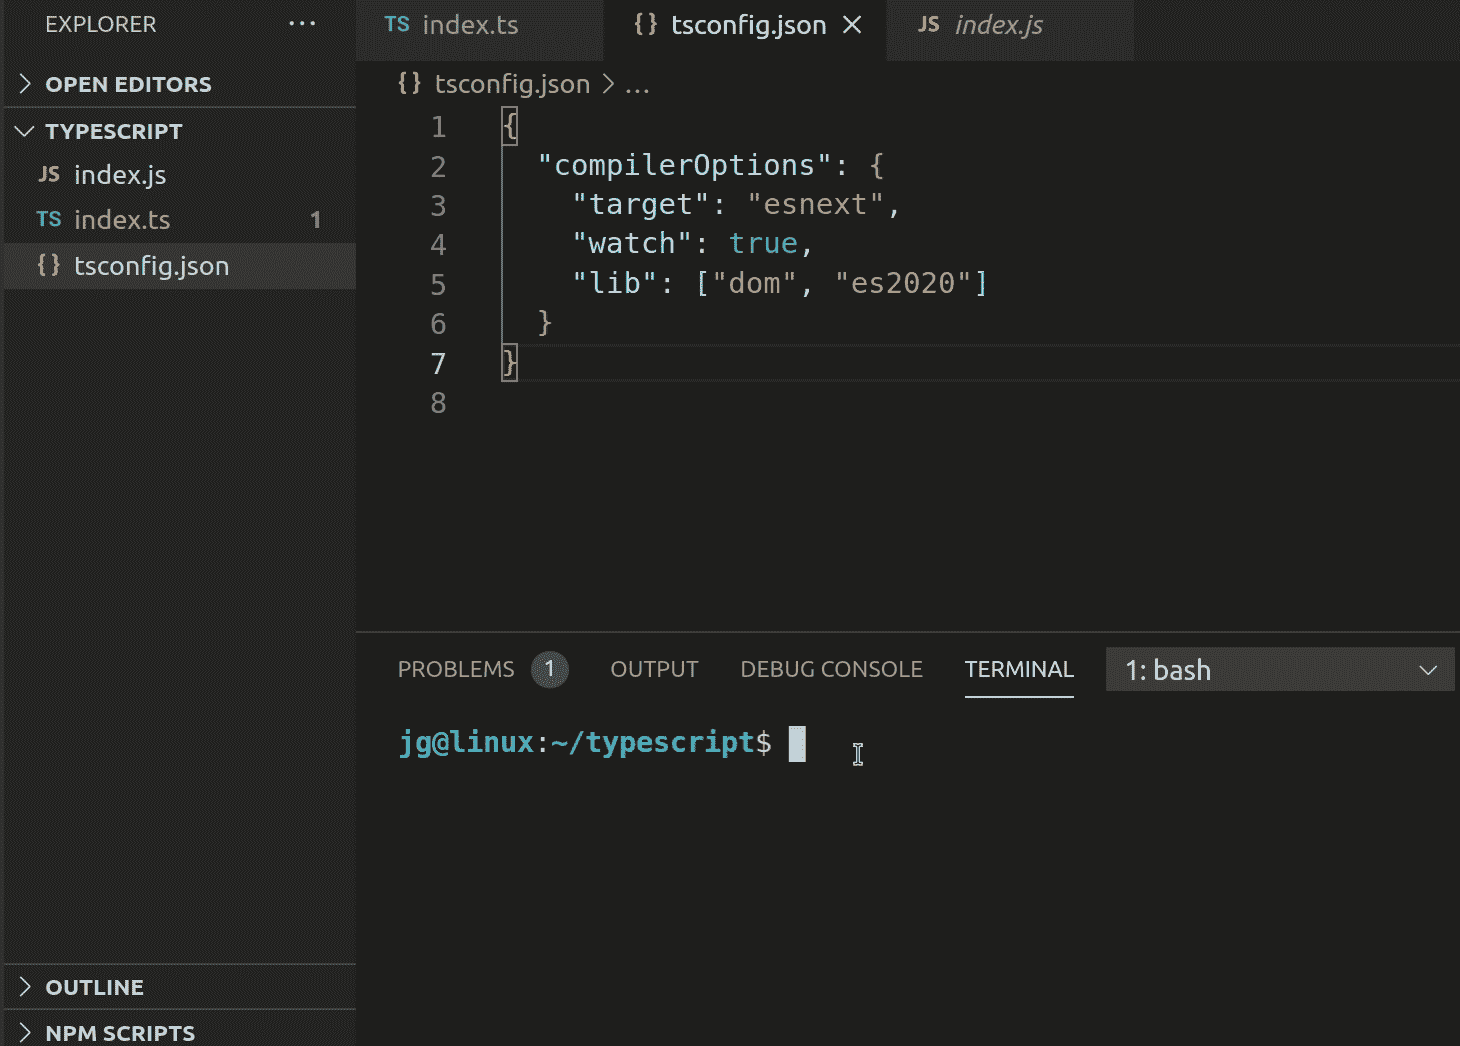 EXPLORER ...
OPEN EDITORS
TYPESCRIPT
JS index.js
TS index.ts 1
{} tsconfig.json
OUTLINE
NPM SCRIPTS
TS index.ts {} tsconfig.json × JS index.js
{} tsconfig.json > ...
1 {
2 "compilerOptions": {
3 "target": "esnext",
4 "watch": true,
5 "lib": ["dom", "es2020"]
6 }
7 }
8
PROBLEMS 1 OUTPUT DEBUG CONSOLE TERMINAL 1: bash
jg@linux:~/typescript$